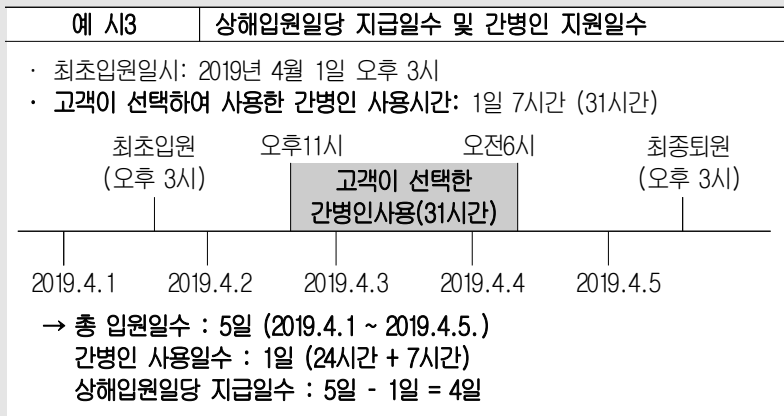 예 시3 상해입원일당 지급일수 및 간병인 지원일수
· 최초입원일시: 2019년 4월 1일 오후 3시
· 고객이 선택하여 사용한 간병인 사용시간: 1일 7시간 (31시간)
최초입원 오후11시 오전6시 최종퇴원
(오후 3시) 고객이 선택한 (오후 3시)
간병인사용(31시간)
2019.4.1 2019.4.2 2019.4.3 2019.4.4 2019.4.5
→ 총 입원일수 : 5일 (2019.4.1 ~ 2019.4.5.)
간병인 사용일수 : 1일 (24시간 + 7시간)
상해입원일당 지급일수 : 5일 - 1일 = 4일